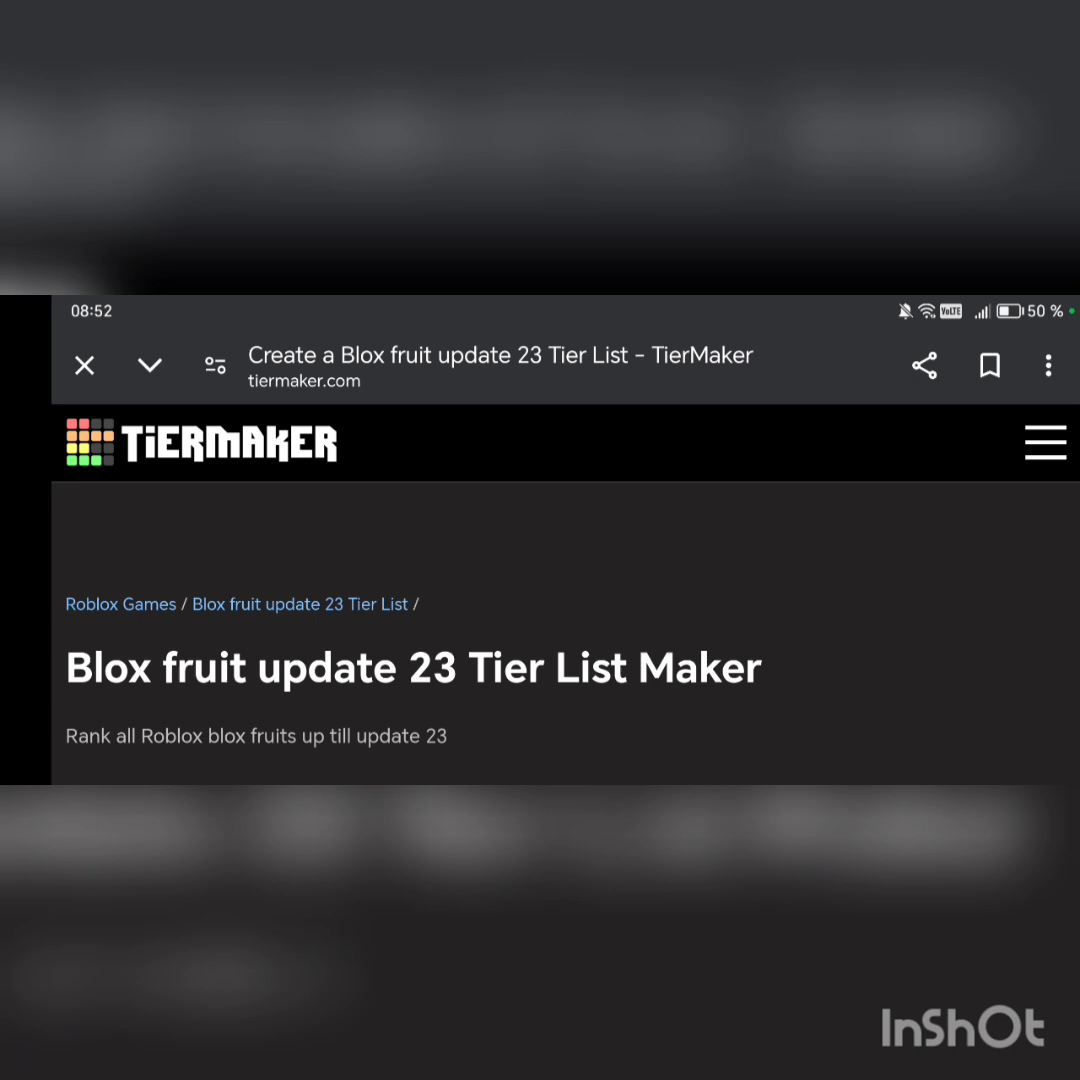 08:52
VoLTE 50 %
Create a Blox fruit update 23 Tier List - TierMaker
tiermaker.com
TiERMAKER
Roblox Games / Blox fruit update 23 Tier List /
Blox fruit update 23 Tier List Maker
Rank all Roblox blox fruits up till update 23
InShOt